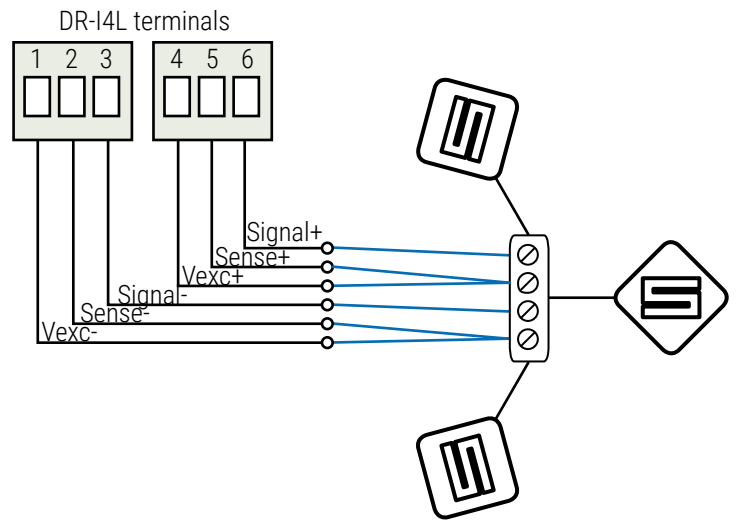 DR-I4L terminals
1 2 3 4 5 6
Signal+
Sense+
Vexc+
Signal-
Sense-
Vexc-